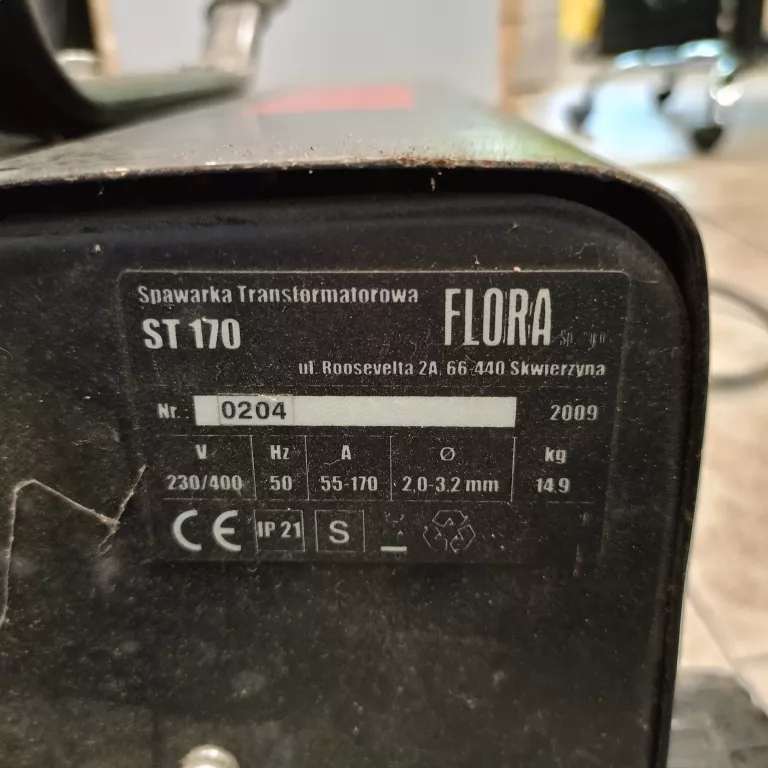 Spawarka Transformatorowa
FLORA Sp.
ST 170
ul. Roosevelta 2A, 66-440 Skwierzyna
Nr. 0204 2009
V Hz A Ø kg
230/400 50 55-170 2,0-3,2 mm 14,9
CE IP 21 S